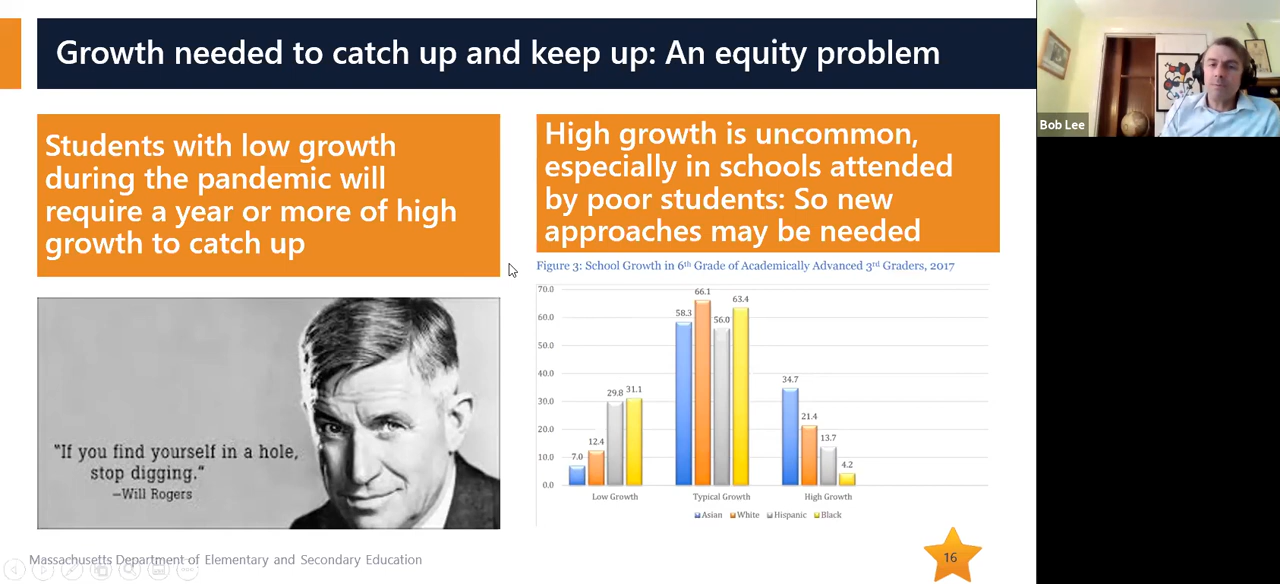 Growth needed to catch up and keep up: An equity problem
Bob Lee
Students with low growth
during the pandemic will
require a year or more of high
growth to catch up
High growth is uncommon,
especially in schools attended
by poor students: So new
approaches may be needed
"If you find yourself in a hole,
stop digging."
—Will Rogers
Figure 3: School Growth in 6th Grade of Academically Advanced 3rd Graders, 2017
70.0
60.0
50.0
40.0
30.0
20.0
10.0
0.0
7.0
12.4
29.8
31.1
58.3
66.1
56.0
63.4
34.7
21.4
13.7
4.2
Low Growth
Typical Growth
High Growth
Asian White Hispanic Black
Massachusetts Department of Elementary and Secondary Education
16